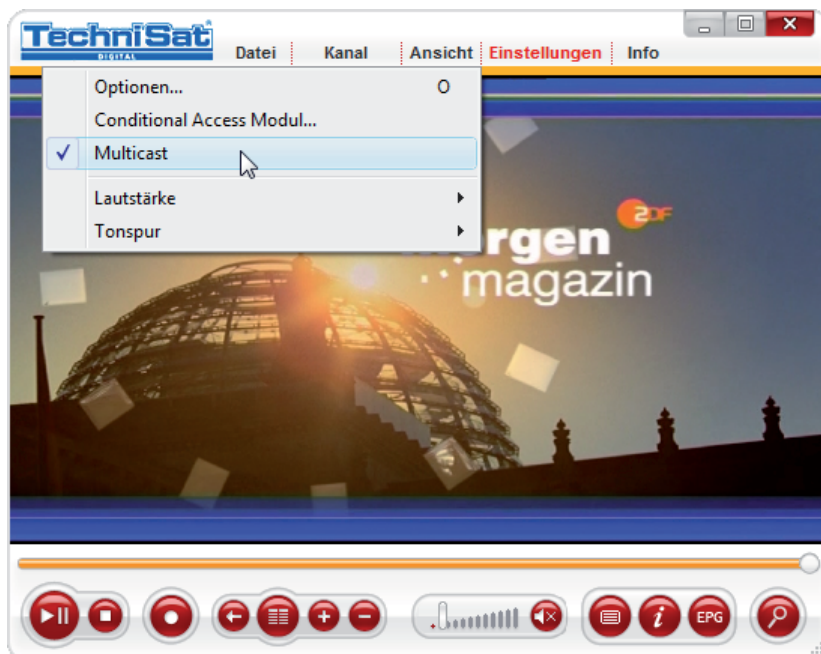 TechniSat
DIGITAL
Datei Kanal Ansicht Einstellungen Info
Optionen... O
Conditional Access Modul...
Multicast
Lautstärke
Tonspur
ZDF
rgen
magazin
i
EPG